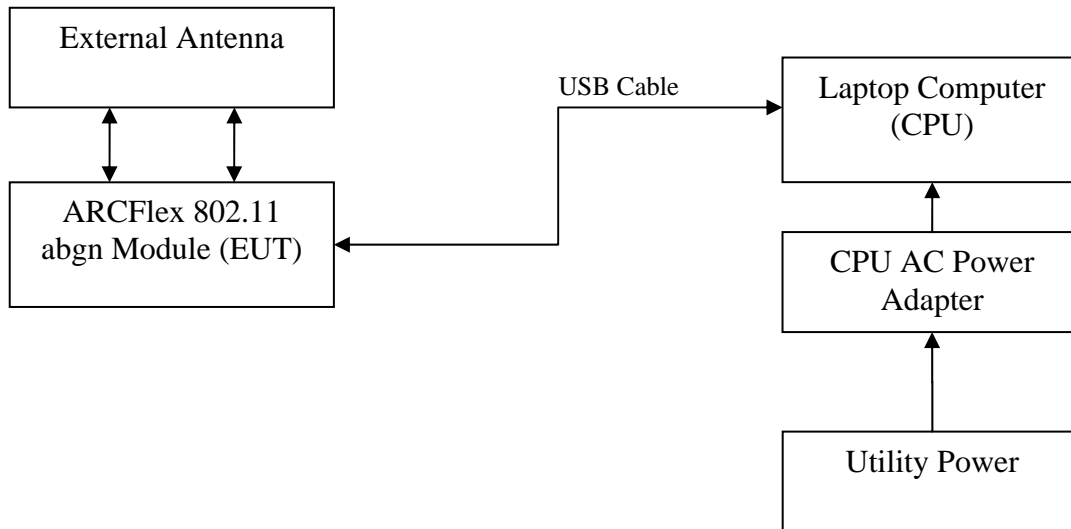 External Antenna
USB Cable
Laptop Computer
(CPU)
ARCFlex 802.11
abgn Module (EUT)
CPU AC Power
Adapter
Utility Power